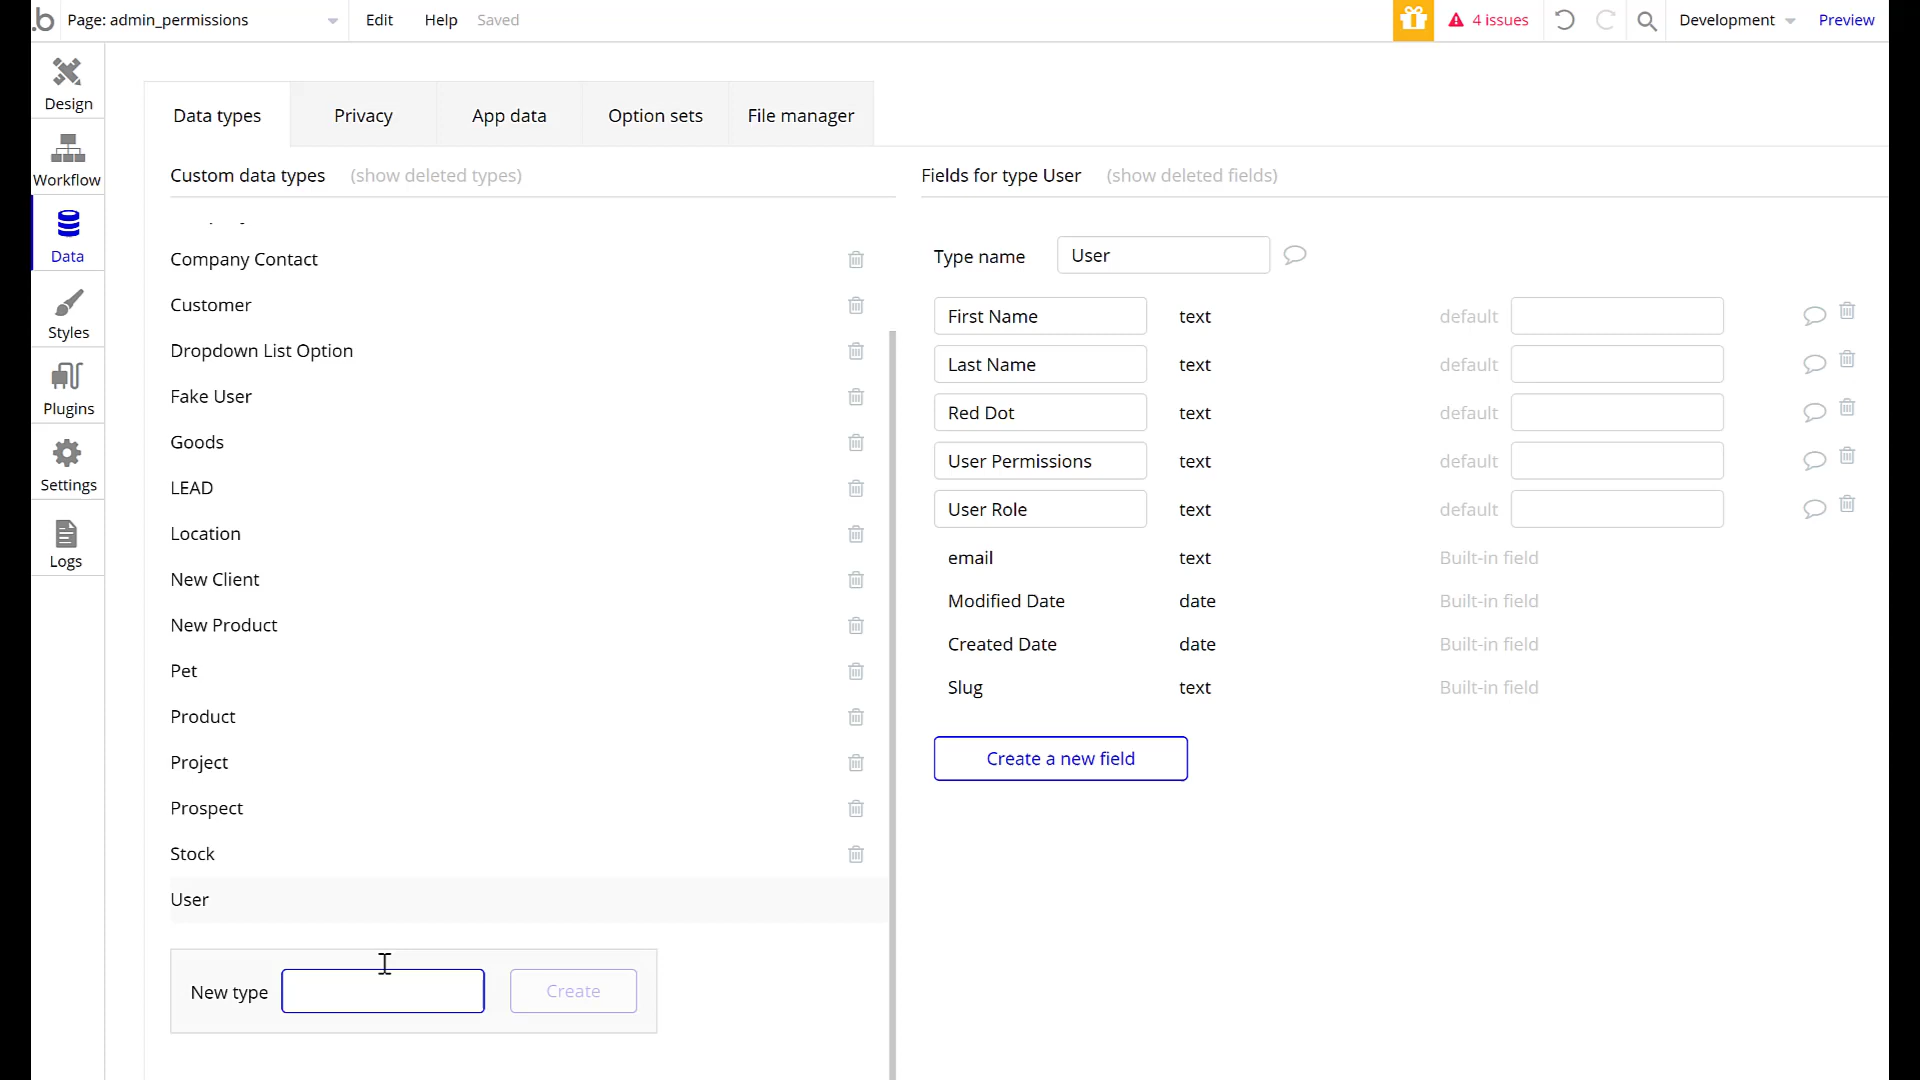 b Page: admin_permissions Edit Help Saved 4 issues Development Preview
Design
Workflow
Data
Styles
Plugins
Settings
Logs
Data types Privacy App data Option sets File manager
Custom data types (show deleted types)
Company Contact
Customer
Dropdown List Option
Fake User
Goods
LEAD
Location
New Client
New Product
Pet
Product
Project
Prospect
Stock
User
New type Create
Fields for type User (show deleted fields)
Type name User
First Name text default
Last Name text default
Red Dot text default
User Permissions text default
User Role text default
email text Built-in field
Modified Date date Built-in field
Created Date date Built-in field
Slug text Built-in field
Create a new field